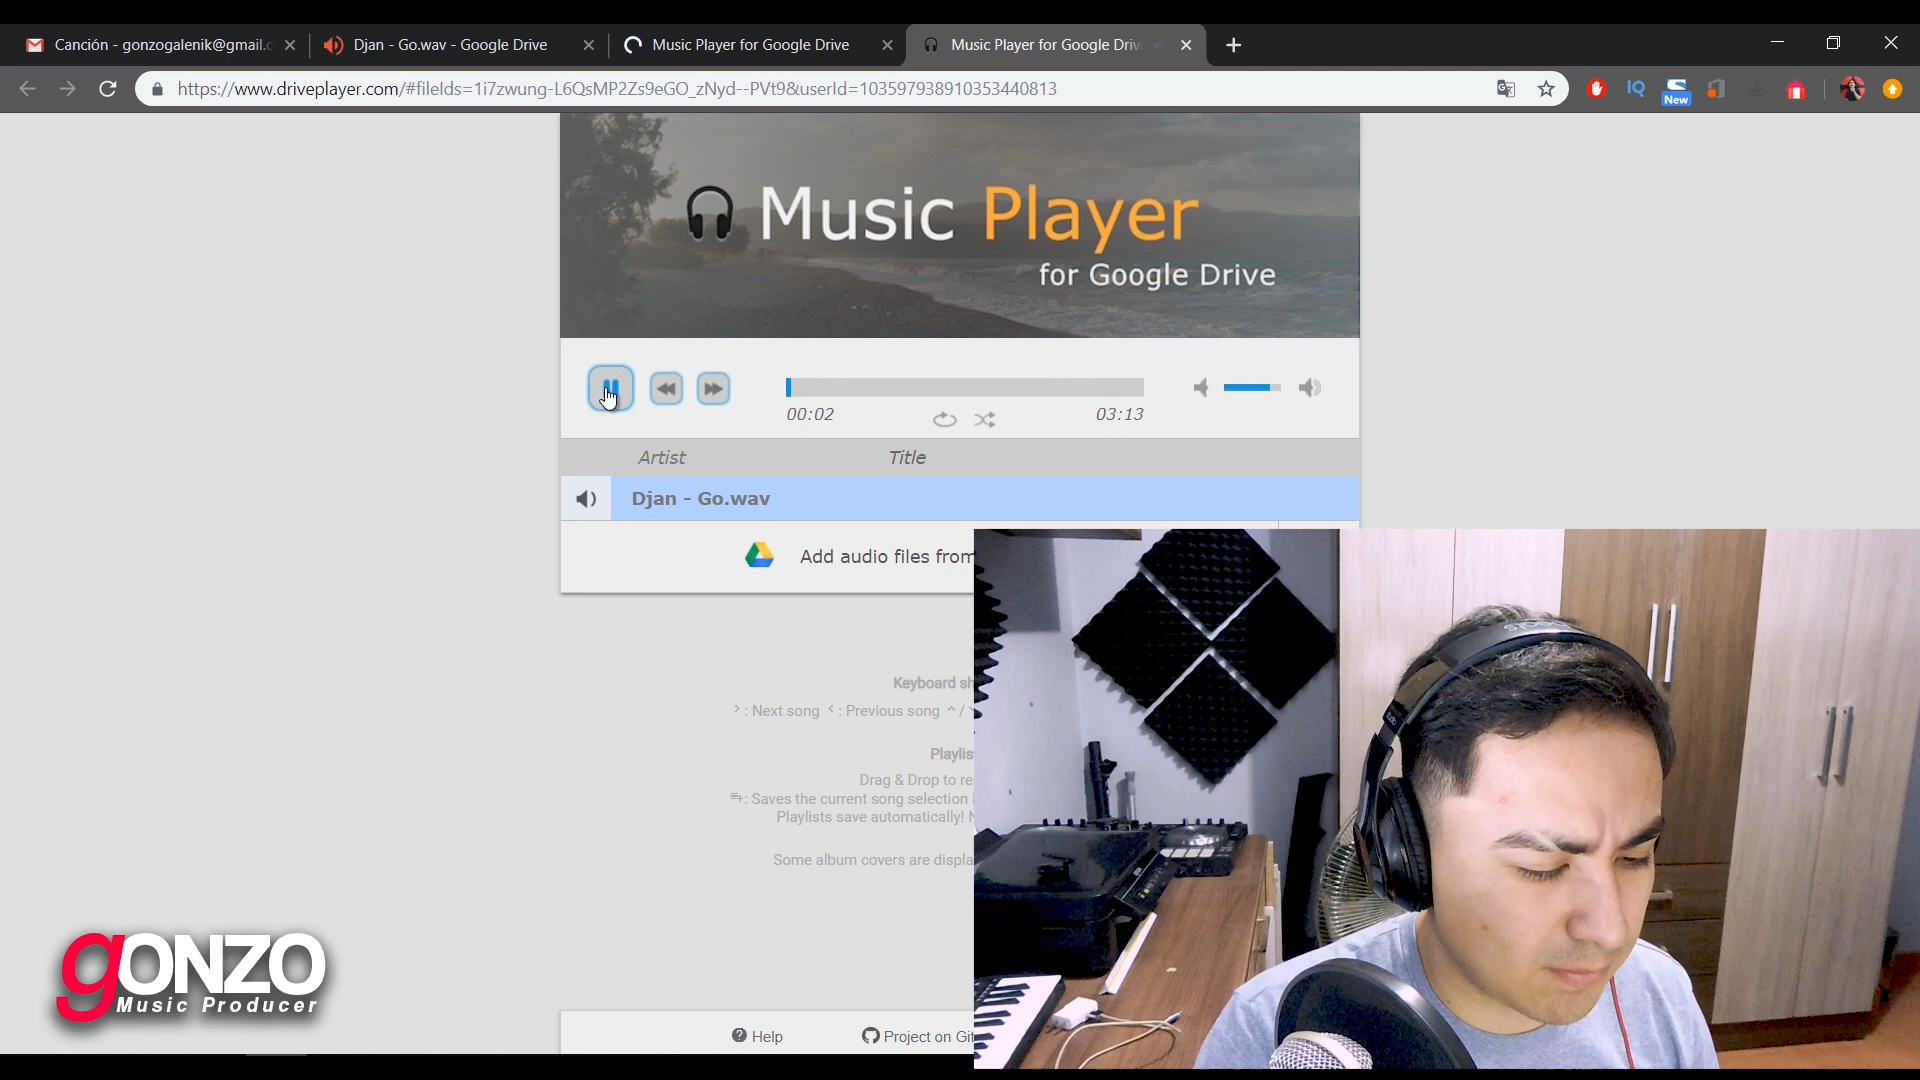 Canción - gonzogalenik@gmail.c
Djan - Go.wav - Google Drive
Music Player for Google Drive
Music Player for Google Driv
https://www.driveplayer.com/#fileIds=1i7zwung-L6QsMP2Zs9eGO_zNyd--PVt9&userId=103597938910353440813
IQ
New
Music Player
for Google Drive
00:02
03:13
Artist
Title
Djan - Go.wav
Add audio files from
Keyboard sh
> : Next song < : Previous song ^ /
Playlis
Drag & Drop to re
: Saves the current song selection i
Playlists save automatically! N
Some album covers are displa
gONZO
Music Producer
Help
Project on Git